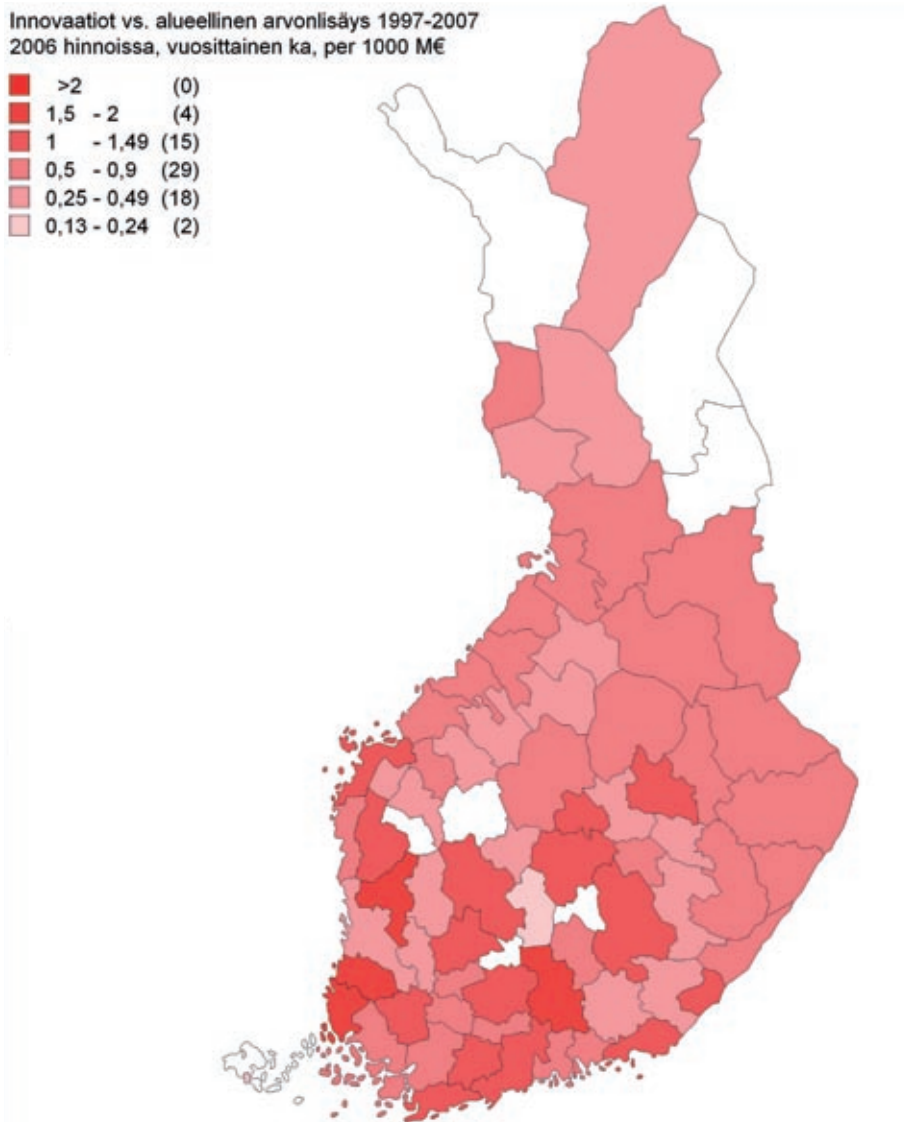 Innovaatiot vs. alueellinen arvonlisäys 1997-2007
2006 hinnoissa, vuosittainen ka, per 1000 M€
>2 (0)
1,5 - 2 (4)
1 - 1,49 (15)
0,5 - 0,9 (29)
0,25 - 0,49 (18)
0,13 - 0,24 (2)